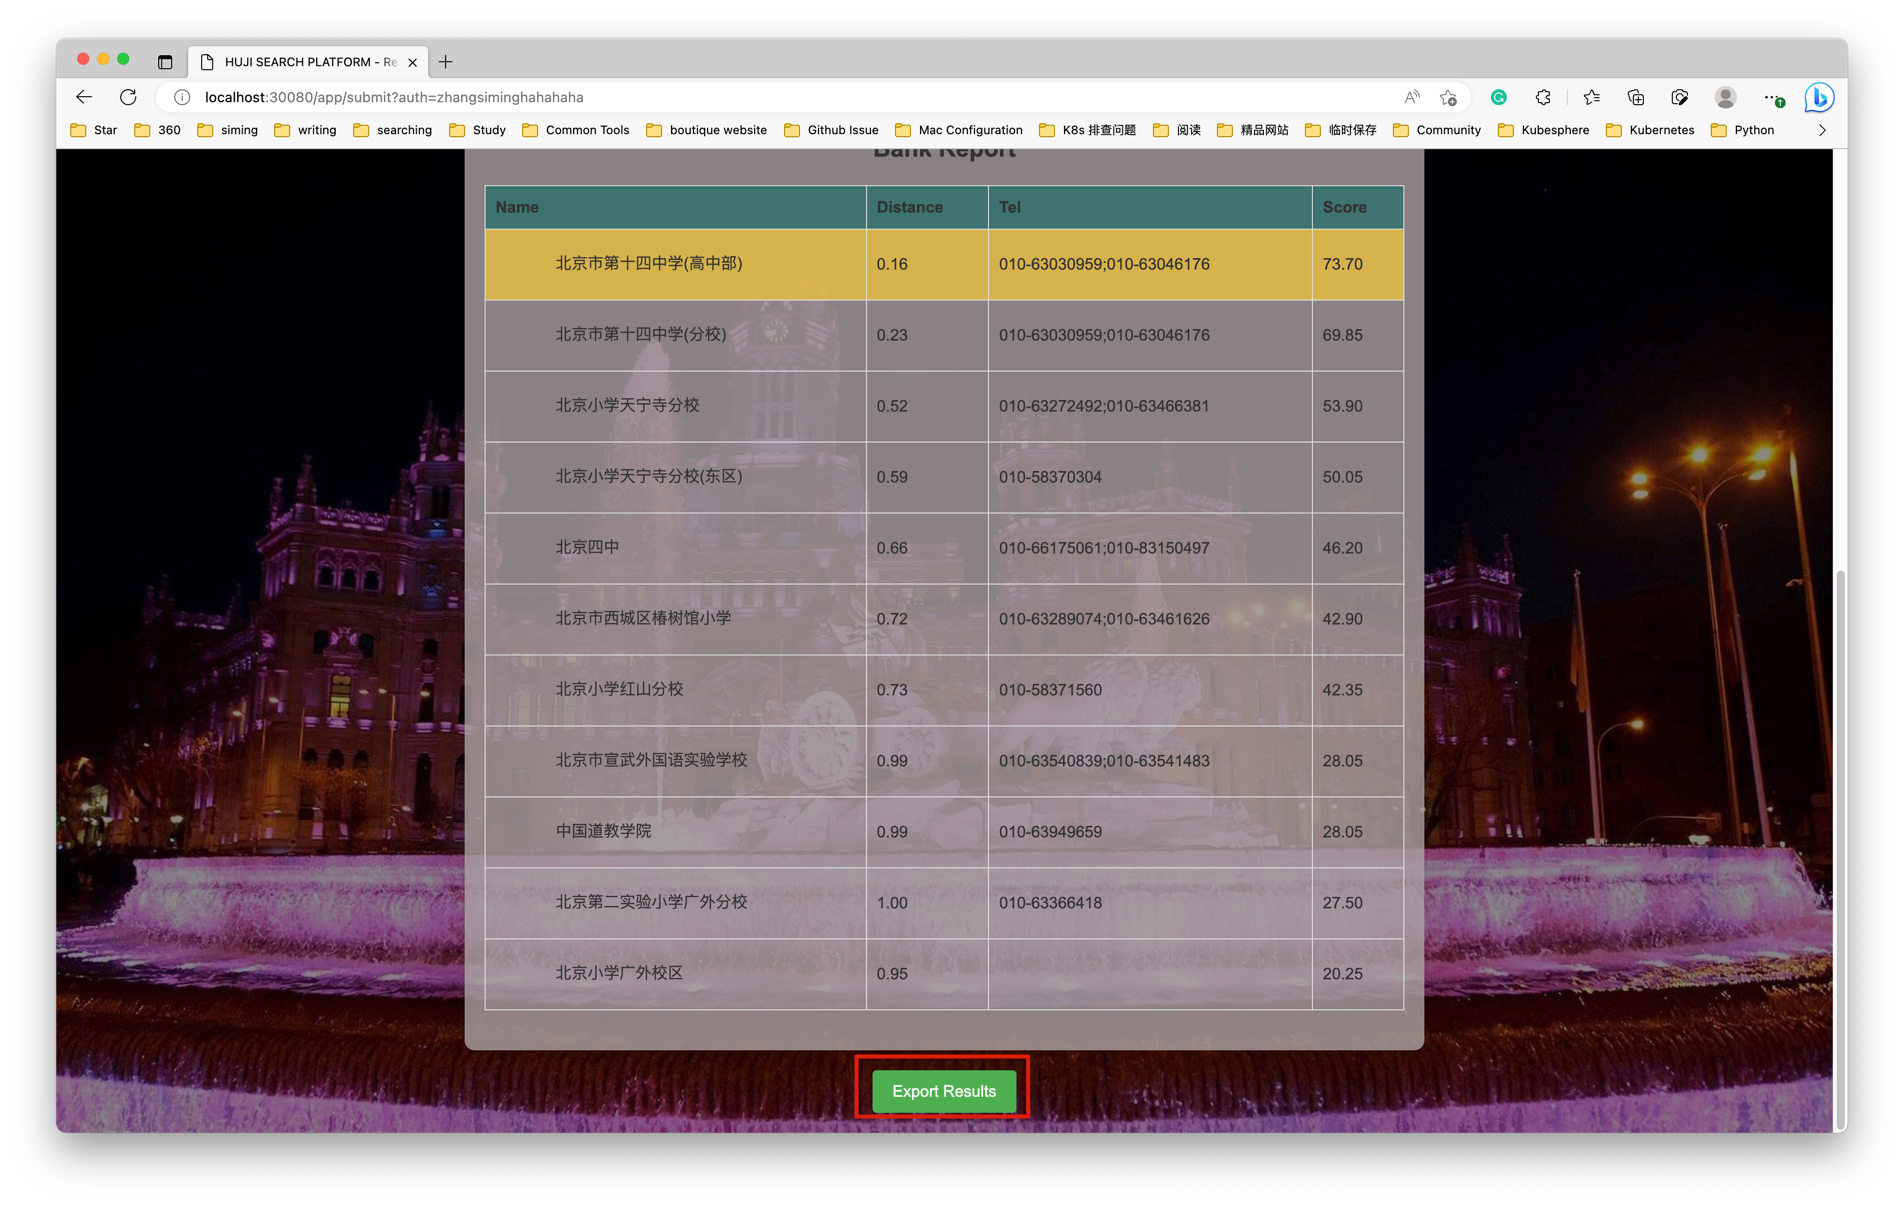 HUJI SEARCH PLATFORM - Re
localhost:30080/app/submit?auth=zhangsiminghahahaha
Star 360 siming writing searching Study Common Tools boutique website Github Issue Mac Configuration K8s 排查问题 阅读 精品网站 临时保存 Community Kubesphere Kubernetes Python
Bank Report
Name Distance Tel Score
北京市第十四中学(高中部) 0.16 010-63030959;010-63046176 73.70
北京市第十四中学(分校) 0.23 010-63030959;010-63046176 69.85
北京小学天宁寺分校 0.52 010-63272492;010-63466381 53.90
北京小学天宁寺分校(东区) 0.59 010-58370304 50.05
北京四中 0.66 010-66175061;010-83150497 46.20
北京市西城区椿树馆小学 0.72 010-63289074;010-63461626 42.90
北京小学红山分校 0.73 010-58371560 42.35
北京市宣武外国语实验学校 0.99 010-63540839;010-63541483 28.05
中国道教学院 0.99 010-63949659 28.05
北京第二实验小学广外分校 1.00 010-63366418 27.50
北京小学广外校区 0.95 20.25
Export Results